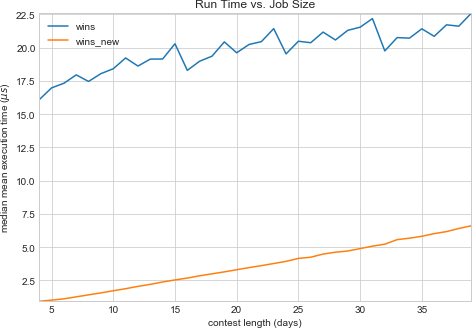 Run Time vs. Job Size
22.5
20.0
17.5
15.0
12.5
10.0
7.5
5.0
2.5
median mean execution time (μs)
wins
wins_new
5 10 15 20 25 30 35
contest length (days)